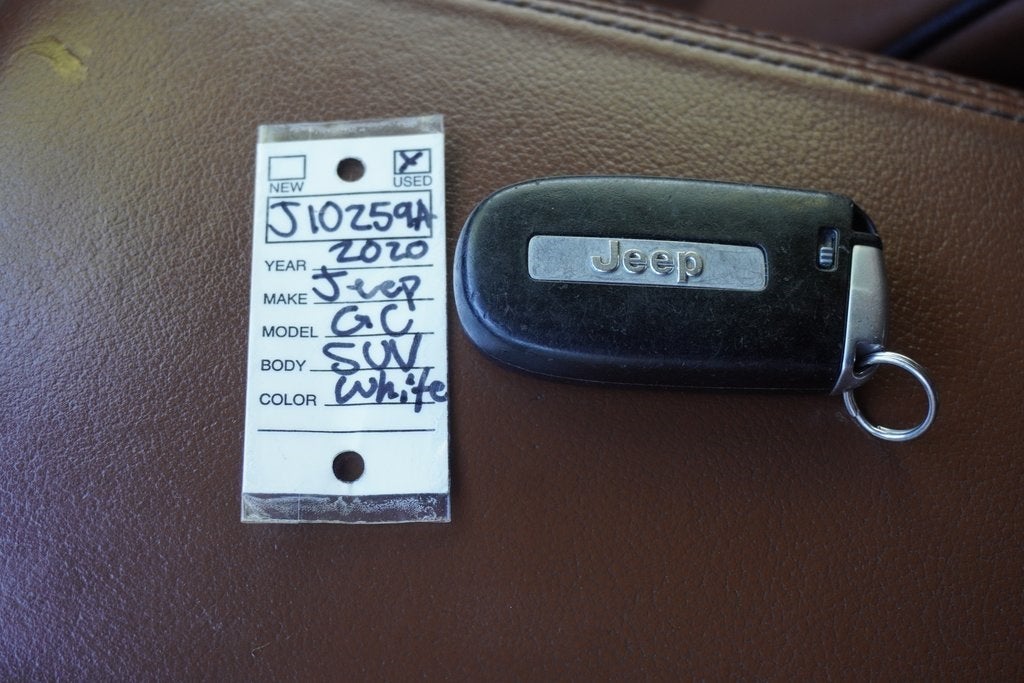 NEW USED
J10259A
YEAR 2020
MAKE Jeep
MODEL GC
BODY SUV
COLOR White
Jeep